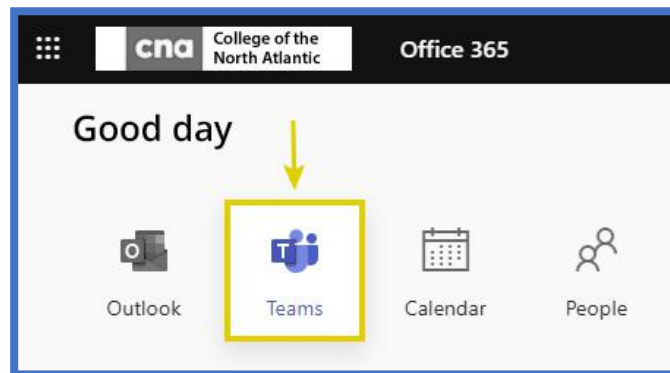 cna College of the North Atlantic Office 365
Good day
Outlook Teams Calendar People